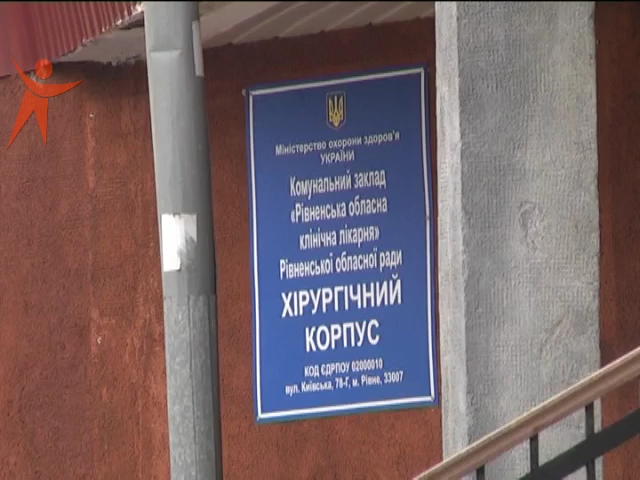 Міністерство охорони здоров'я
УКРАЇНИ
Комунальний заклад
«Рівненська обласна
клінічна лікарня»
Рівненської обласної ради
ХІРУРГІЧНИЙ
КОРПУС
КОД ЄДРПОУ 02000010
вул. Київська, 78-Г, м. Рівне, 33007